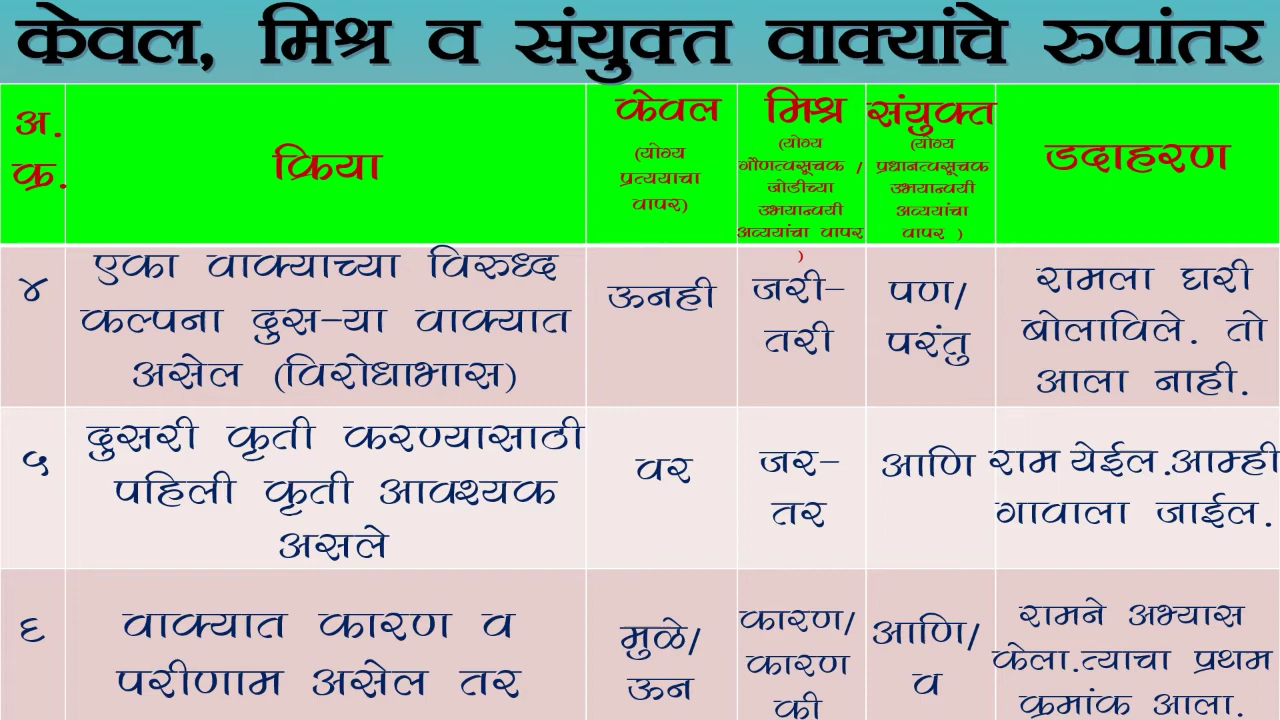 केवल, मिश्र व संयुक्त वाक्यांचे रुपांतर
अ.
क्र.
क्रिया
केवल
(योग्य
प्रत्ययाचा
वापर)
मिश्र
(योग्य
गौणत्वसूचक /
जोडीच्या
उभयान्वयी
अव्ययांचा वापर
)
संयुक्त
(योग्य
प्रधानत्वसूचक
उभयान्वयी
अव्ययांचा
वापर )
उदाहरण
४
एका वाक्याच्या विरुध्द
कल्पना दुस-या वाक्यात
असेल (विरोधाभास)
ऊनही
जरी-
तरी
पण/
परंतु
रामला घरी
बोलाविले. तो
आला नाही.
५
दुसरी कृती करण्यासाठी
पहिली कृती आवश्यक
असले
वर
जर-
तर
आणि
राम येईल.आम्ही
गावाला जाईल.
६
वाक्यात कारण व
परीणाम असेल तर
मुळे/
ऊन
कारण/
कारण
की
आणि/
व
रामने अभ्यास
केला.त्याचा प्रथम
क्रमांक आला.